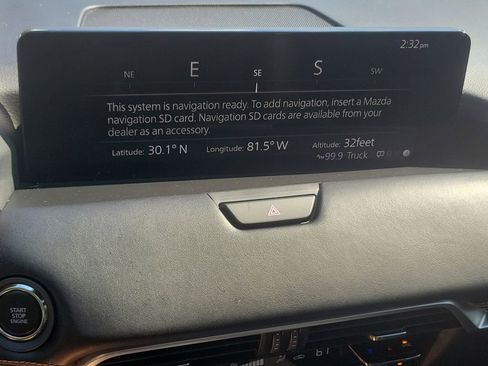 2:32pm
NE E SE S SW
This system is navigation ready. To add navigation, insert a Mazda
navigation SD card. Navigation SD cards are available from your
dealer as an accessory.
Latitude: 30.1° N Longitude: 81.5° W Altitude: 32feet
99.9 Truck
START
STOP
ENGINE